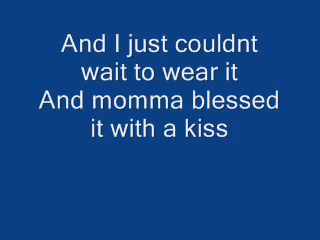 And I just couldnt
wait to wear it
And momma blessed
it with a kiss